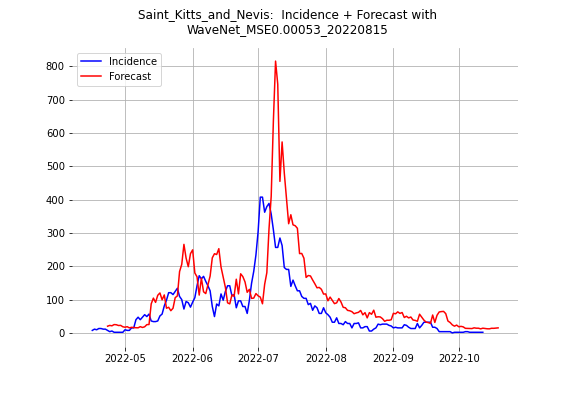 Saint_Kitts_and_Nevis:  Incidence + Forecast with
WaveNet_MSE0.00053_20220815
Incidence
Forecast
800
700
600
500
400
300
200
100
0
2022-05 2022-06 2022-07 2022-08 2022-09 2022-10